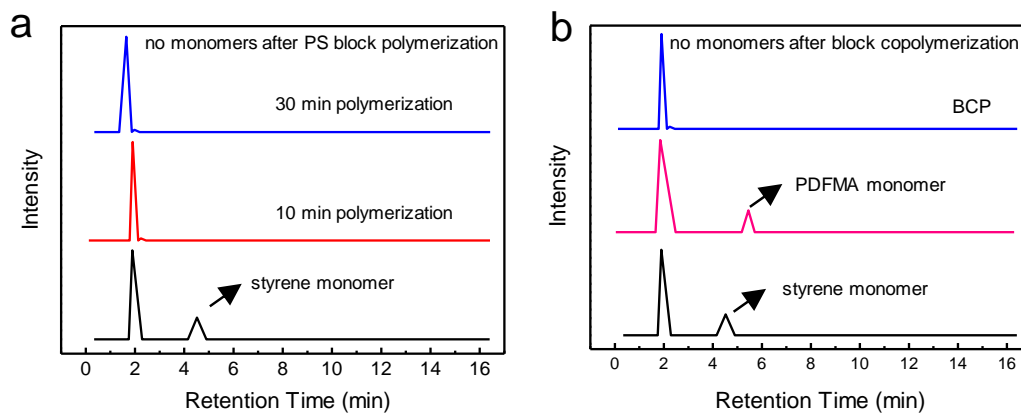 a
no monomers after PS block polymerization
30 min polymerization
10 min polymerization
styrene monomer
Intensity
0 2 4 6 8 10 12 14 16
Retention Time (min)
b
no monomers after block copolymerization
BCP
PDFMA monomer
styrene monomer
Intensity
0 2 4 6 8 10 12 14 16
Retention Time (min)